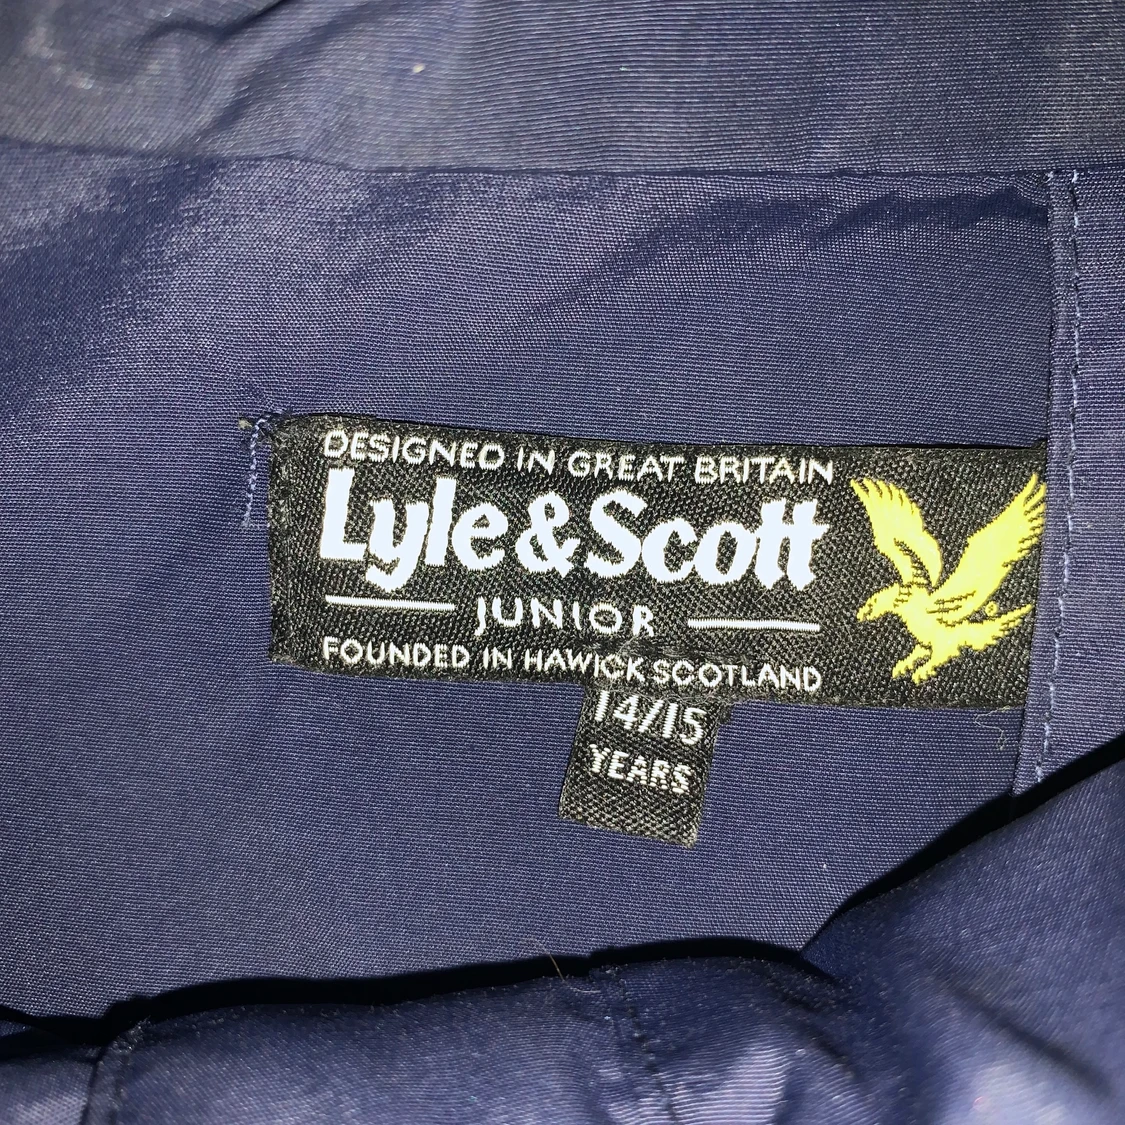 DESIGNED IN GREAT BRITAIN
Lyle&Scott
JUNIOR
FOUNDED IN HAWICK SCOTLAND
14/15
YEARS